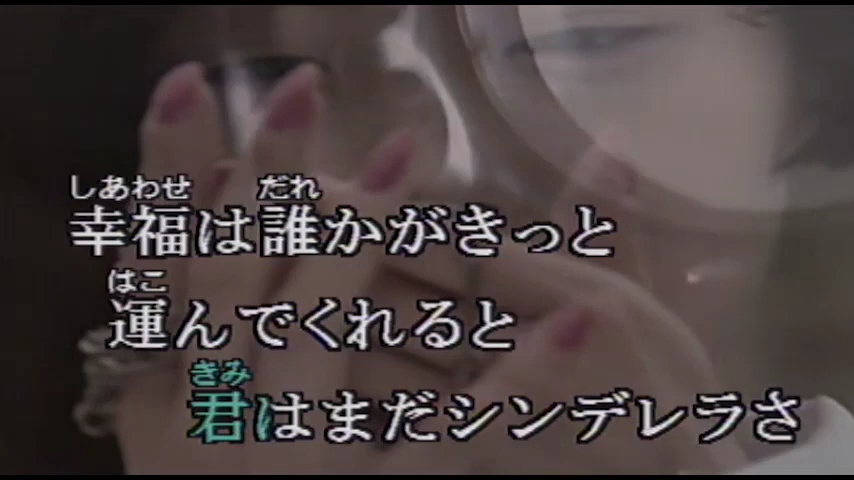 しあわせ だれ
幸福は誰かがきっと
はこ
運んでくれると
きみ
君はまだシンデレラさ